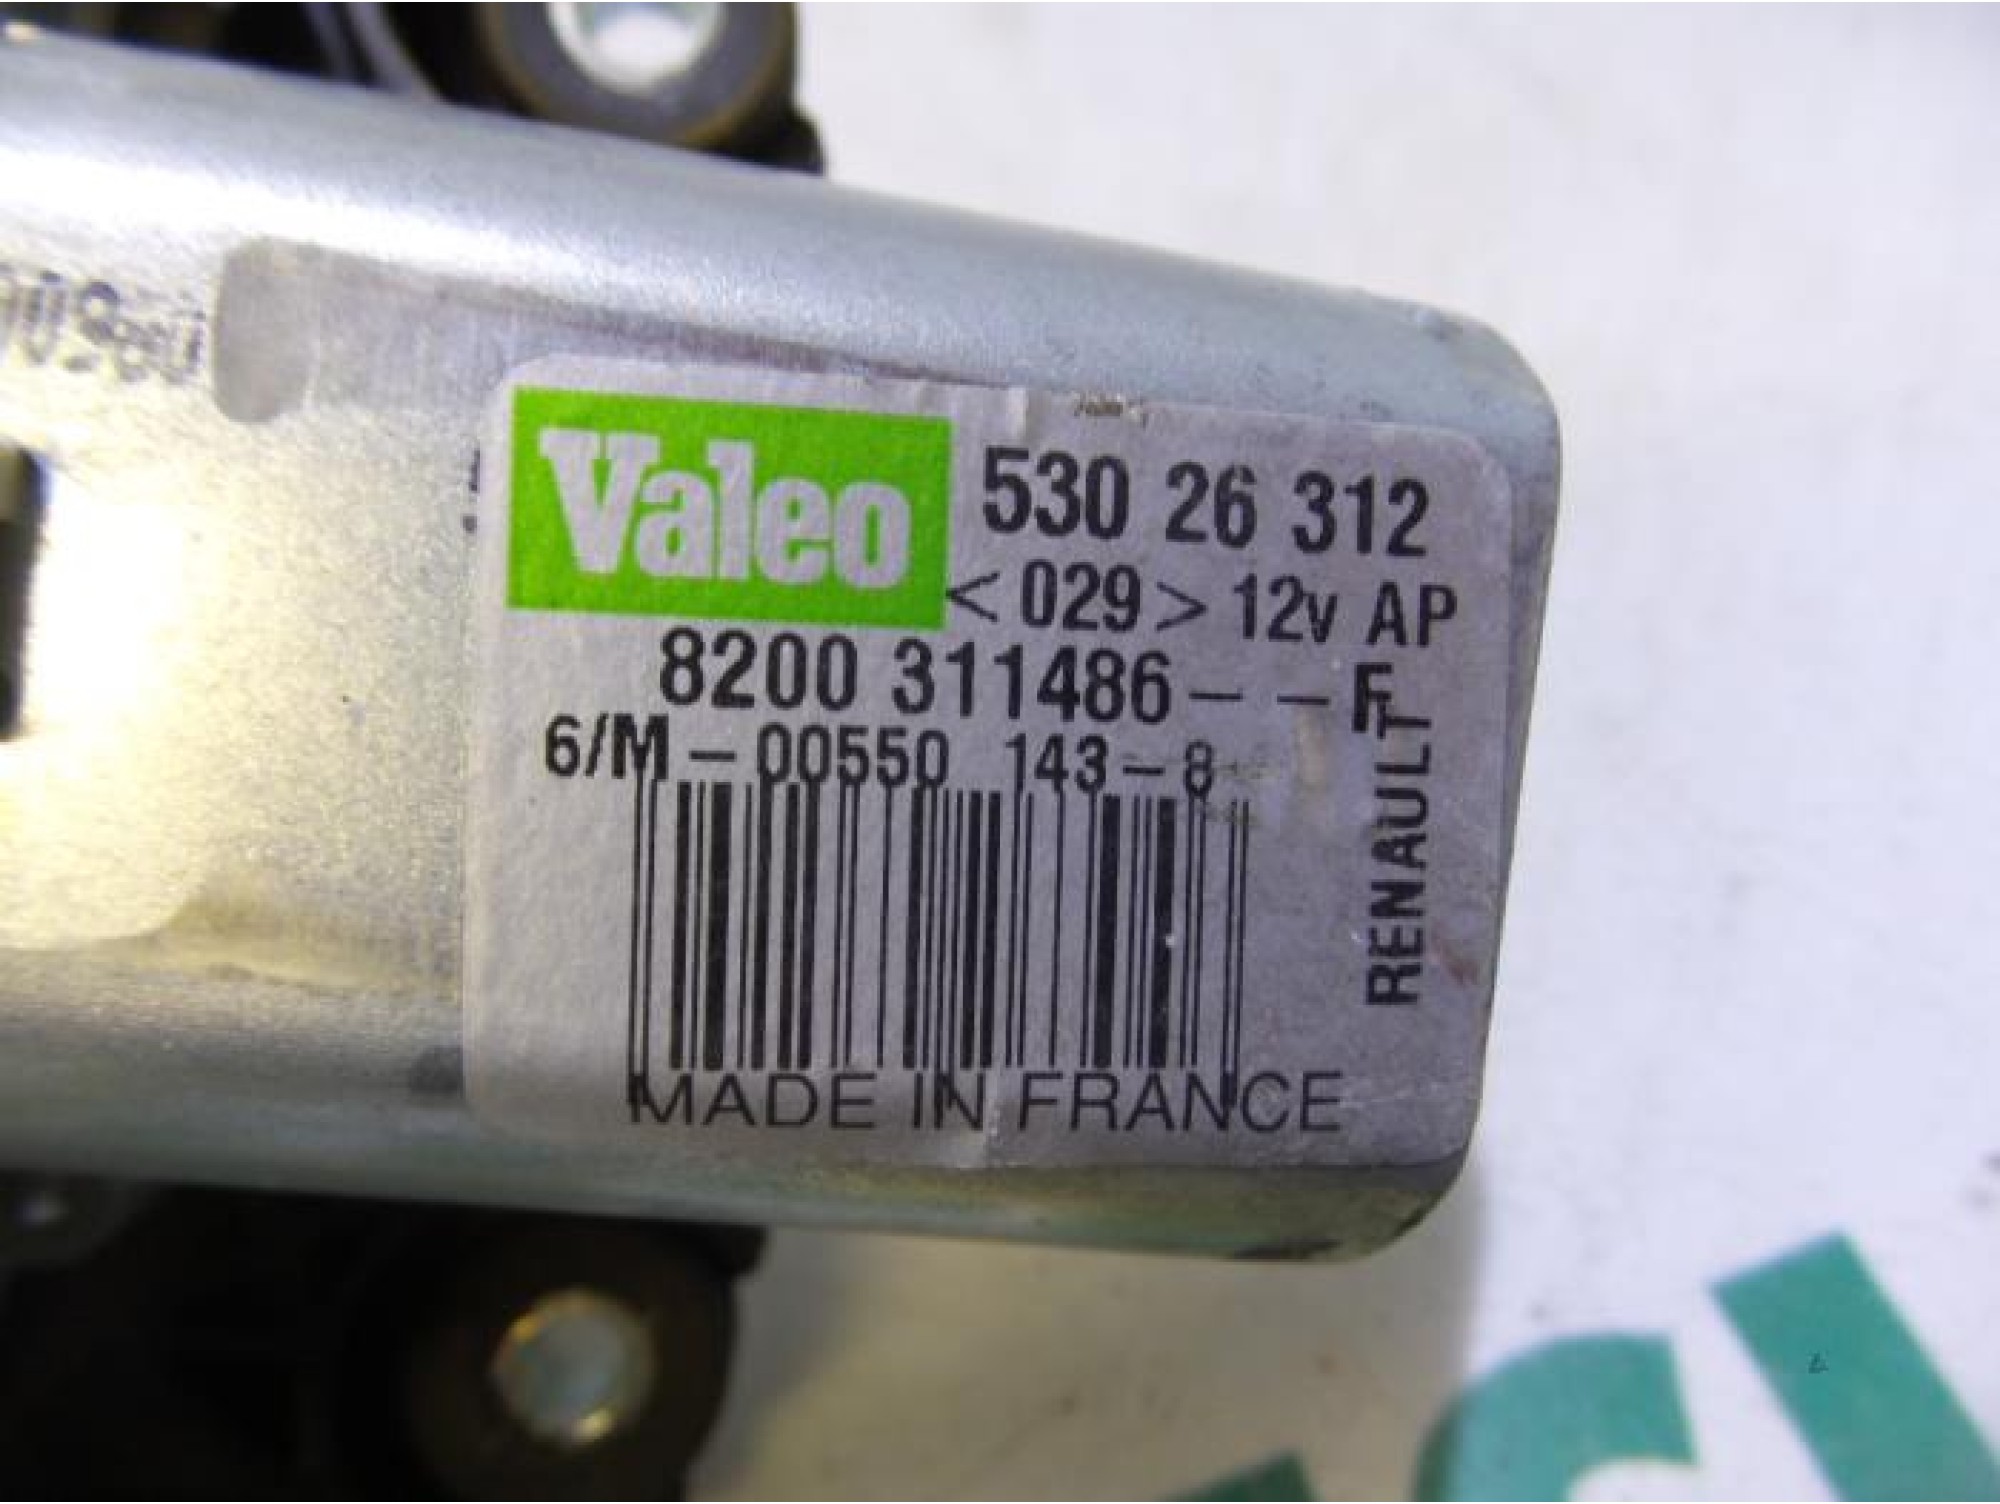 Valeo 530 26 312
<029> 12v AP
8200 311486--F
6/M-00550 143-8
RENAULT
MADE IN FRANCE